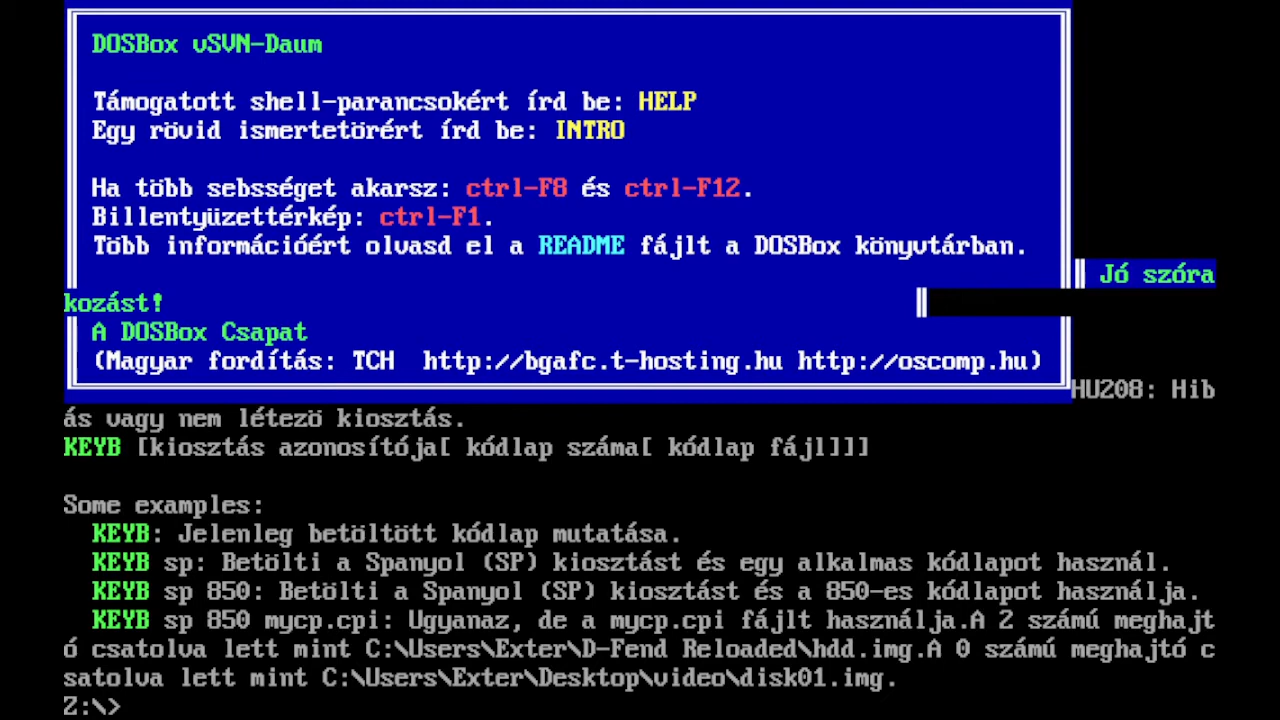 DOSBox vSVN-Daum
Támogatott shell-parancsokért írd be: HELP
Egy rövid ismertetörért írd be: INTRO
Ha több sebsséget akarsz: ctrl-F8 és ctrl-F12.
Billentyüzettérkép: ctrl-F1.
Több információért olvasd el a README fájlt a DOSBox könyvtárban.
Jó szóra
kozást!
A DOSBox Csapat
(Magyar fordítás: TCH  http://bgafc.t-hosting.hu http://oscomp.hu)
HU208: Hib
ás vagy nem létezö kiosztás.
KEYB [kiosztás azonosítója[ kódlap száma[ kódlap fájl]]]
Some examples:
KEYB: Jelenleg betöltött kódlap mutatása.
KEYB sp: Betölti a Spanyol (SP) kiosztást és egy alkalmas kódlapot használ.
KEYB sp 850: Betölti a Spanyol (SP) kiosztást és a 850-es kódlapot használja.
KEYB sp 850 mycp.cpi: Ugyanaz, de a mycp.cpi fájlt használja.A 2 számú meghajt
ó csatolva lett mint C:\Users\Exter\D-Fend Reloaded\hdd.img.A 0 számú meghajtó c
satolva lett mint C:\Users\Exter\Desktop\video\disk01.img.
Z:\>